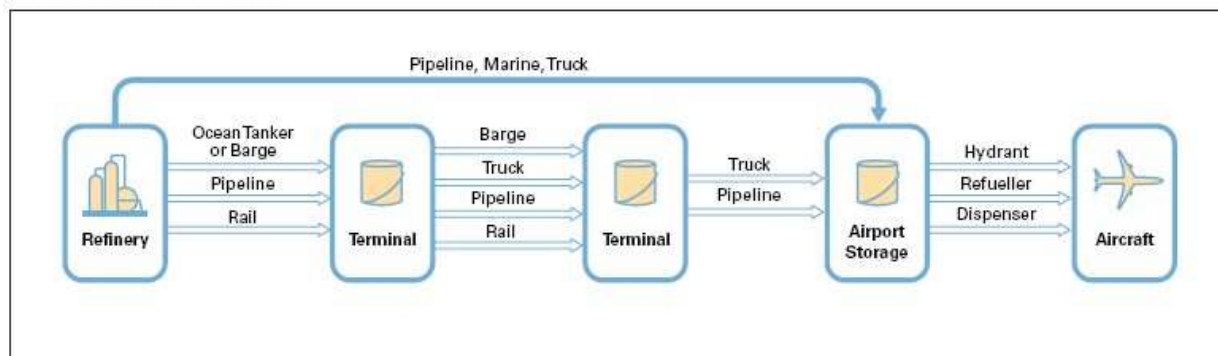 Pipeline, Marine, Truck
Ocean Tanker
or Barge
Pipeline
Rail
Refinery
Terminal
Barge
Truck
Pipeline
Rail
Terminal
Truck
Pipeline
Airport
Storage
Hydrant
Refueller
Dispenser
Aircraft